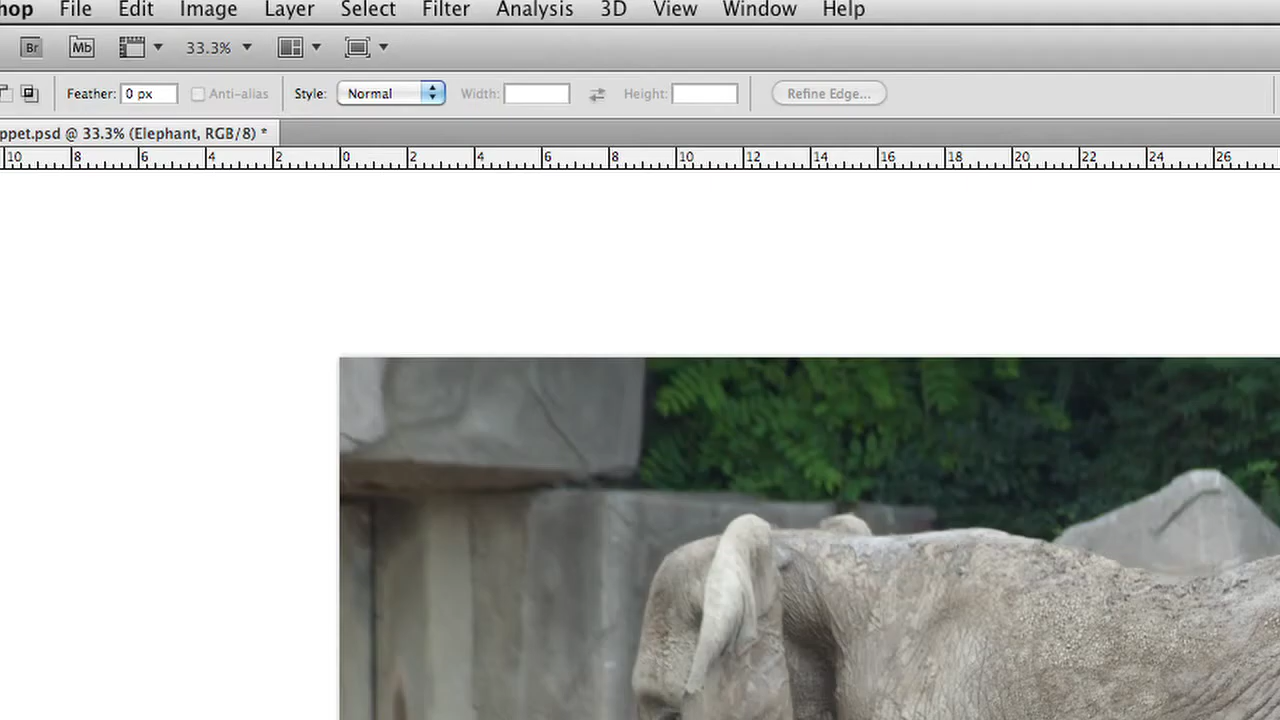 hop File Edit Image Layer Select Filter Analysis 3D View Window Help
Br Mb 33.3%
Feather: 0 px Anti-alias Style: Normal Width: Height: Refine Edge...
ppet.psd @ 33.3% (Elephant, RGB/8) *
10 8 6 4 2 0 2 4 6 8 10 12 14 16 18 20 22 24 26